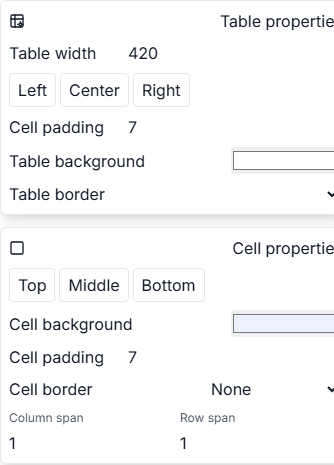 Table propertie
Table width 420
Left Center Right
Cell padding 7
Table background
Table border
Cell propertie
Top Middle Bottom
Cell background
Cell padding 7
Cell border None
Column span Row span
1 1